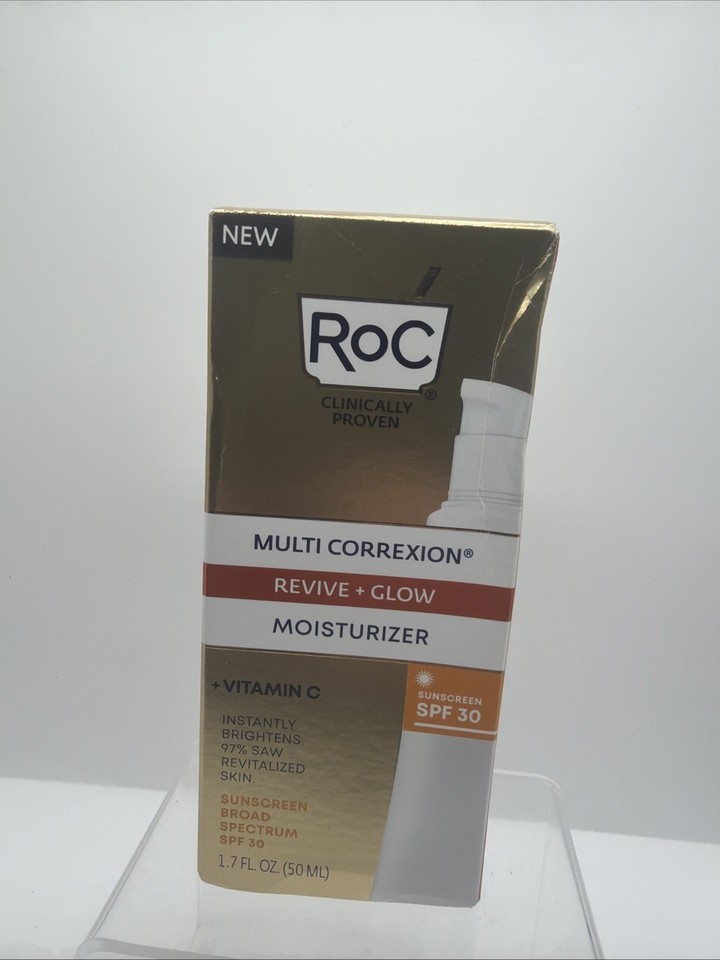 NEW
RoC®
CLINICALLY
PROVEN
MULTI CORREXION®
REVIVE + GLOW
MOISTURIZER
+ VITAMIN C
SUNSCREEN
SPF 30
INSTANTLY
BRIGHTENS.
97% SAW
REVITALIZED
SKIN.
SUNSCREEN
BROAD
SPECTRUM
SPF 30
1.7 FL. OZ. (50 ML)